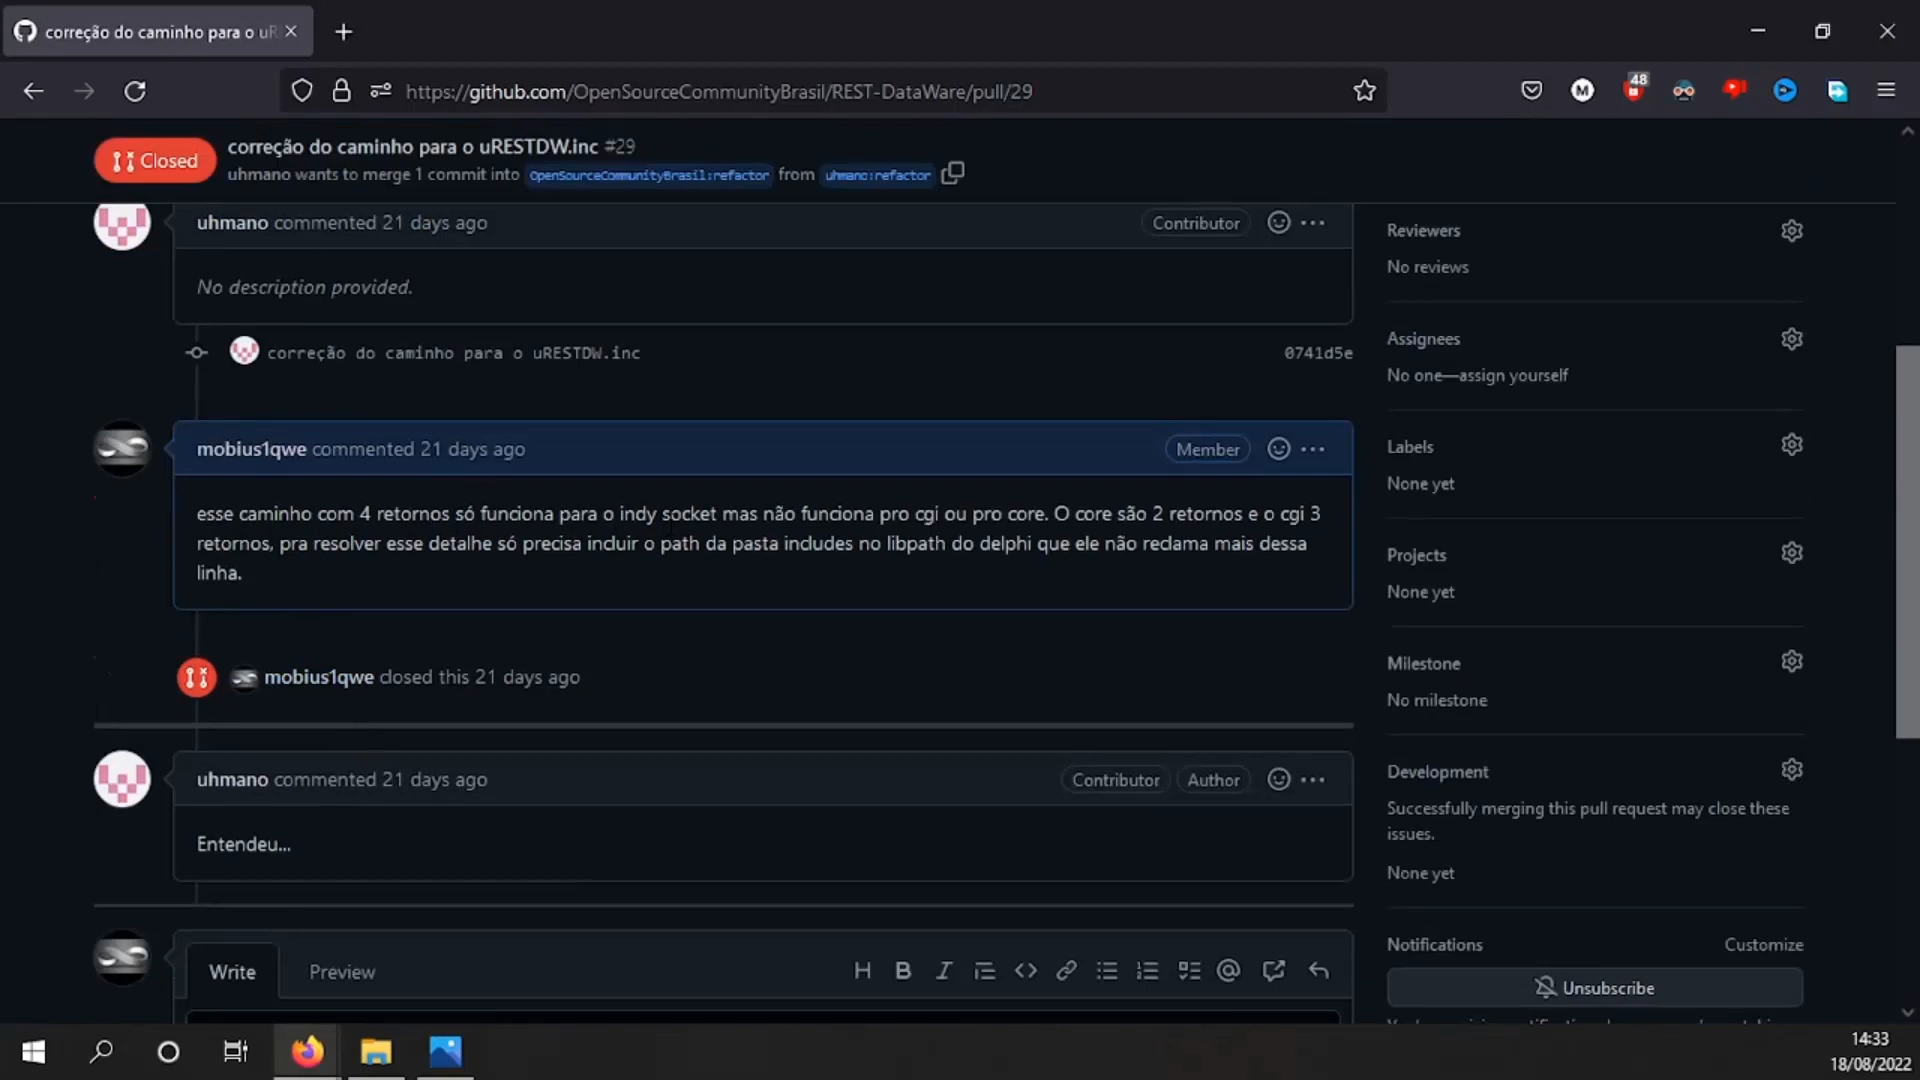 correção do caminho para o uR
https://github.com/OpenSourceCommunityBrasil/REST-DataWare/pull/29
48
Closed
correção do caminho para o uRESTDW.inc #29
uhmano wants to merge 1 commit into OpenSourceCommunityBrasil:refactor from uhmano:refactor
uhmano commented 21 days ago
Contributor
No description provided.
correção do caminho para o uRESTDW.inc
0741d5e
mobius1qwe commented 21 days ago
Member
esse caminho com 4 retornos só funciona para o indy socket mas não funciona pro cgi ou pro core. O core são 2 retornos e o cgi 3
retornos, pra resolver esse detalhe só precisa incluir o path da pasta includes no libpath do delphi que ele não reclama mais dessa
linha.
mobius1qwe closed this 21 days ago
uhmano commented 21 days ago
Contributor
Author
Entendeu...
Write
Preview
Reviewers
No reviews
Assignees
No one—assign yourself
Labels
None yet
Projects
None yet
Milestone
No milestone
Development
Successfully merging this pull request may close these
issues.
None yet
Notifications
Customize
Unsubscribe
14:33
18/08/2022